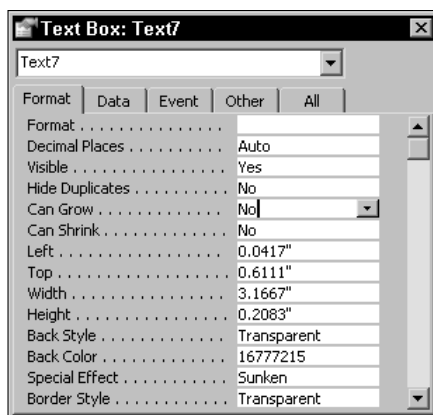 Text Box: Text7
Text7
Format Data Event Other All
Format . . . . . . . . . . . . . . .
Decimal Places . . . . . . . . . . Auto
Visible . . . . . . . . . . . . . . . . Yes
Hide Duplicates . . . . . . . . . . No
Can Grow . . . . . . . . . . . . . No
Can Shrink . . . . . . . . . . . . . No
Left . . . . . . . . . . . . . . . . . . 0.0417"
Top . . . . . . . . . . . . . . . . . . 0.6111"
Width . . . . . . . . . . . . . . . . 3.1667"
Height . . . . . . . . . . . . . . . . 0.2083"
Back Style . . . . . . . . . . . . . Transparent
Back Color . . . . . . . . . . . . . 16777215
Special Effect . . . . . . . . . . . Sunken
Border Style . . . . . . . . . . . . Transparent